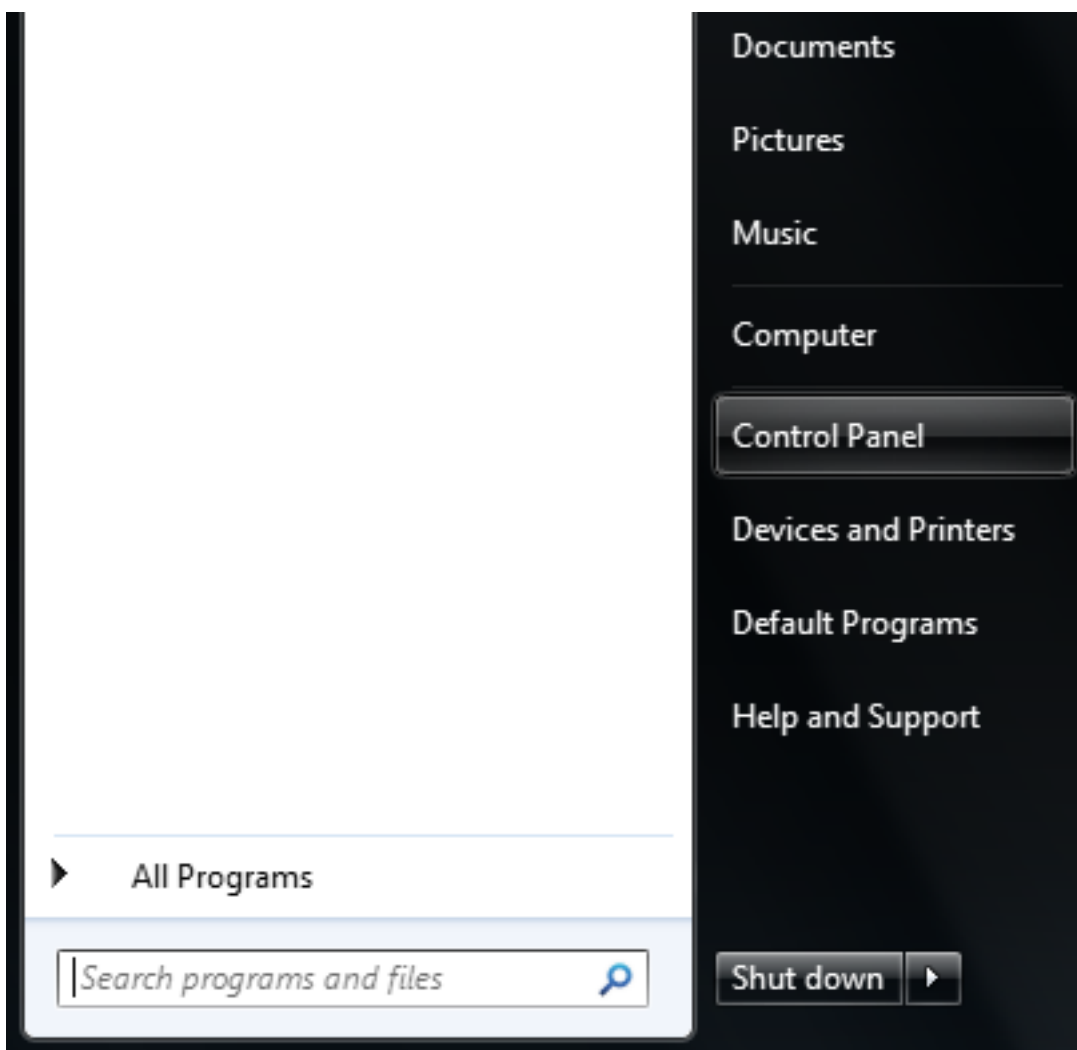 Documents
Pictures
Music
Computer
Control Panel
Devices and Printers
Default Programs
Help and Support
All Programs
Search programs and files
Shut down